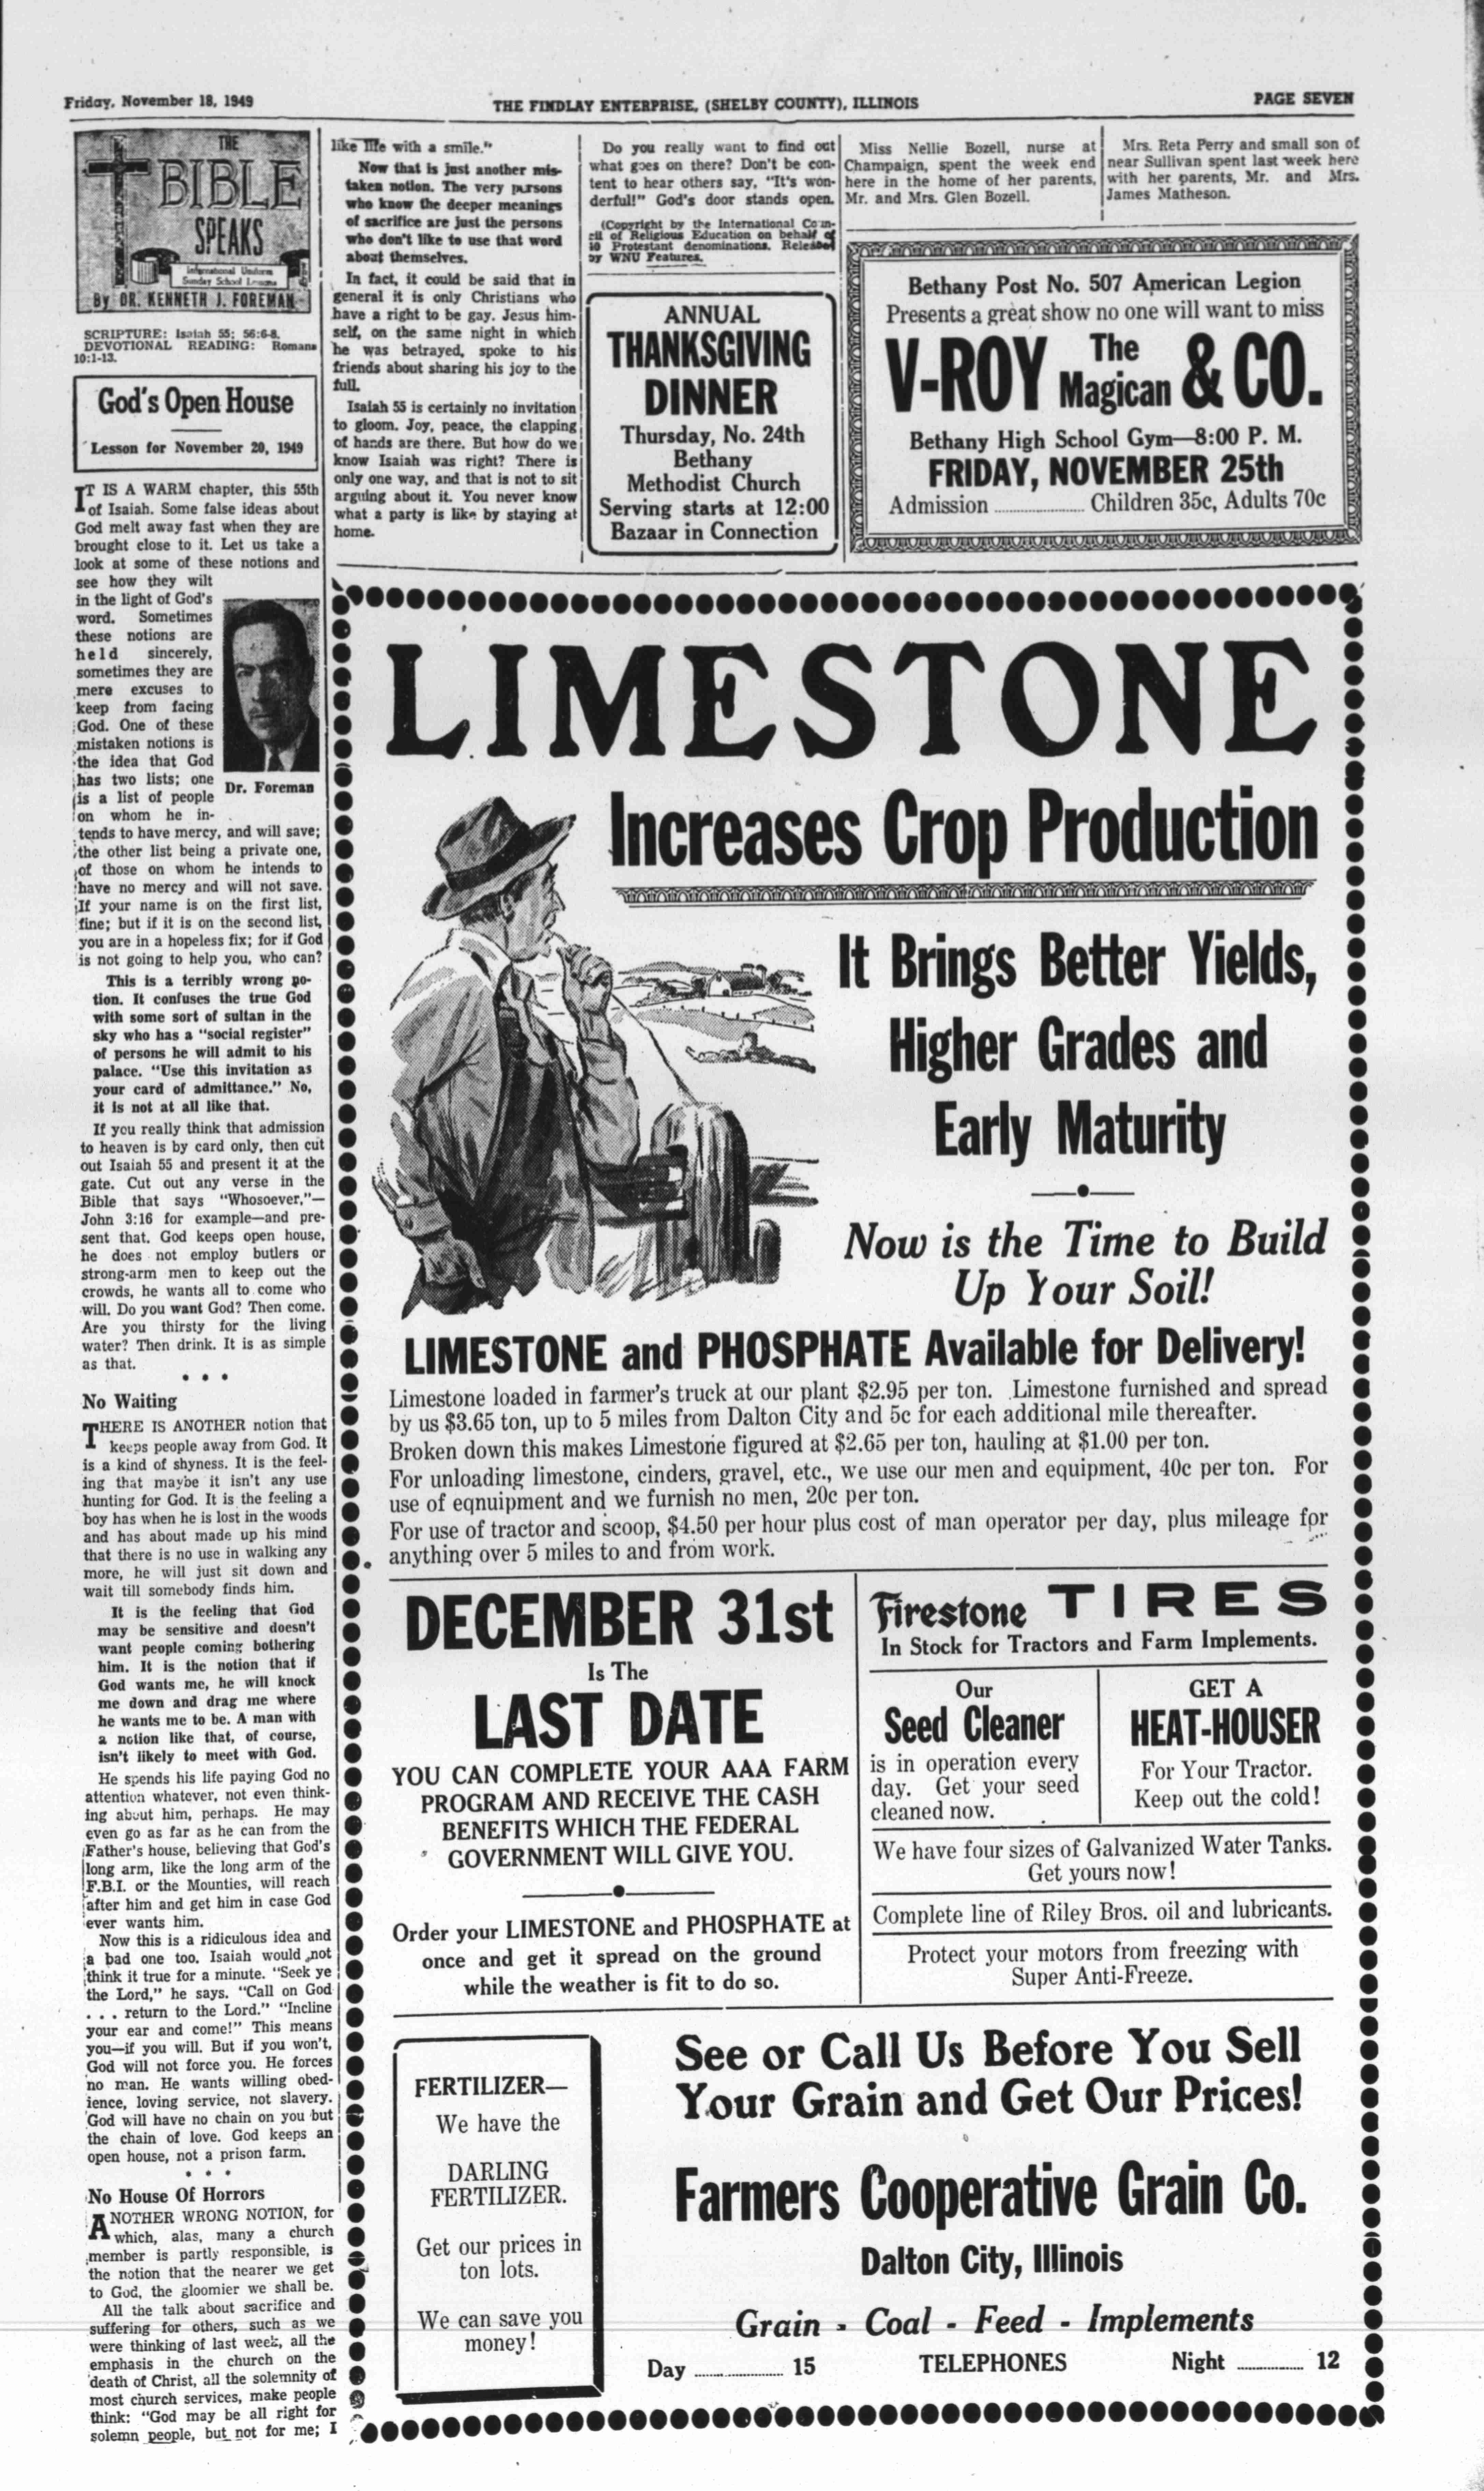 Friday, November 18, 1949
THE FINDLAY ENTERPRISE, (SHELBY COUNTY), ILLINOIS
PAGE SEVEN
THE
BIBLE
SPEAKS
International Uniform
Sunday School Lessons
By DR. KENNETH J. FOREMAN
SCRIPTURE: Isaiah 55; 56:6-8.
DEVOTIONAL READING: Romans
10:1-13.
God's Open House
Lesson for November 20, 1949
IT IS A WARM chapter, this 55th
of Isaiah. Some false ideas about
God melt away fast when they are
brought close to it. Let us take a
look at some of these notions and
see how they wilt
in the light of God's
word. Sometimes
these notions are
held sincerely,
sometimes they are
mere excuses to
keep from facing
God. One of these
mistaken notions is
the idea that God
has two lists; one
is a list of people
on whom he in-
Dr. Foreman
tends to have mercy, and will save;
the other list being a private one,
of those on whom he intends to
have no mercy and will not save.
If your name is on the first list,
fine; but if it is on the second list,
you are in a hopeless fix; for if God
is not going to help you, who can?
This is a terribly wrong no-
tion. It confuses the true God
with some sort of sultan in the
sky who has a "social register"
of persons he will admit to his
palace. "Use this invitation as
your card of admittance." No,
it is not at all like that.
If you really think that admission
to heaven is by card only, then cut
out Isaiah 55 and present it at the
gate. Cut out any verse in the
Bible that says "Whosoever,"—
John 3:16 for example—and pre-
sent that. God keeps open house,
he does not employ butlers or
strong-arm men to keep out the
crowds, he wants all to come who
will. Do you want God? Then come.
Are you thirsty for the living
water? Then drink. It is as simple
as that.
• • •
No Waiting
THERE IS ANOTHER notion that
keeps people away from God. It
is a kind of shyness. It is the feel-
ing that maybe it isn't any use
hunting for God. It is the feeling a
boy has when he is lost in the woods
and has about made up his mind
that there is no use in walking any
more, he will just sit down and
wait till somebody finds him.
It is the feeling that God
may be sensitive and doesn't
want people coming bothering
him. It is the notion that if
God wants me, he will knock
me down and drag me where
he wants me to be. A man with
a notion like that, of course,
isn't likely to meet with God.
He spends his life paying God no
attention whatever, not even think-
ing about him, perhaps. He may
even go as far as he can from the
Father's house, believing that God's
long arm, like the long arm of the
F.B.I. or the Mounties, will reach
after him and get him in case God
ever wants him.
Now this is a ridiculous idea and
a bad one too. Isaiah would not
think it true for a minute. "Seek ye
the Lord," he says. "Call on God
. . . return to the Lord." "Incline
your ear and come!" This means
you—if you will. But if you won't,
God will not force you. He forces
no man. He wants willing obed-
ience, loving service, not slavery.
God will have no chain on you but
the chain of love. God keeps an
open house, not a prison farm.
• • •
No House Of Horrors
ANOTHER WRONG NOTION, for
which, alas, many a church
member is partly responsible, is
the notion that the nearer we get
to God, the gloomier we shall be.
All the talk about sacrifice and
suffering for others, such as we
were thinking of last week, all the
emphasis in the church on the
death of Christ, all the solemnity of
most church services, make people
think: "God may be all right for
solemn people, but not for me; I
like life with a smile."
Now that is just another mis-
taken notion. The very persons
who know the deeper meanings
of sacrifice are just the persons
who don't like to use that word
about themselves.
In fact, it could be said that in
general it is only Christians who
have a right to be gay. Jesus him-
self, on the same night in which
he was betrayed, spoke to his
friends about sharing his joy to the
full.
Isaiah 55 is certainly no invitation
to gloom. Joy, peace, the clapping
of hands are there. But how do we
know Isaiah was right? There is
only one way, and that is not to sit
arguing about it. You never know
what a party is like by staying at
home.
Do you really want to find out
what goes on there? Don't be con-
tent to hear others say, "It's won-
derful!" God's door stands open.
(Copyright by the International Coun-
cil of Religious Education on behalf of
40 Protestant denominations. Released
by WNU Features.
Miss Nellie Bozell, nurse at
Champaign, spent the week end
here in the home of her parents,
Mr. and Mrs. Glen Bozell.
Mrs. Reta Perry and small son of
near Sullivan spent last week here
with her parents, Mr. and Mrs.
James Matheson.
ANNUAL
THANKSGIVING
DINNER
Thursday, No. 24th
Bethany
Methodist Church
Serving starts at 12:00
Bazaar in Connection
Bethany Post No. 507 American Legion
Presents a great show no one will want to miss
V-ROY The Magican & CO.
Bethany High School Gym—8:00 P. M.
FRIDAY, NOVEMBER 25th
Admission .................... Children 35c, Adults 70c
LIMESTONE
Increases Crop Production
It Brings Better Yields,
Higher Grades and
Early Maturity
Now is the Time to Build
Up Your Soil!
LIMESTONE and PHOSPHATE Available for Delivery!
Limestone loaded in farmer's truck at our plant $2.95 per ton. Limestone furnished and spread
by us $3.65 ton, up to 5 miles from Dalton City and 5c for each additional mile thereafter.
Broken down this makes Limestone figured at $2.65 per ton, hauling at $1.00 per ton.
For unloading limestone, cinders, gravel, etc., we use our men and equipment, 40c per ton. For
use of eqnuipment and we furnish no men, 20c per ton.
For use of tractor and scoop, $4.50 per hour plus cost of man operator per day, plus mileage for
anything over 5 miles to and from work.
DECEMBER 31st
Is The
LAST DATE
YOU CAN COMPLETE YOUR AAA FARM
PROGRAM AND RECEIVE THE CASH
BENEFITS WHICH THE FEDERAL
GOVERNMENT WILL GIVE YOU.
Order your LIMESTONE and PHOSPHATE at
once and get it spread on the ground
while the weather is fit to do so.
Firestone TIRES
In Stock for Tractors and Farm Implements.
Our
Seed Cleaner
is in operation every
day. Get your seed
cleaned now.
GET A
HEAT-HOUSER
For Your Tractor.
Keep out the cold!
We have four sizes of Galvanized Water Tanks.
Get yours now!
Complete line of Riley Bros. oil and lubricants.
Protect your motors from freezing with
Super Anti-Freeze.
FERTILIZER—
We have the
DARLING
FERTILIZER.
Get our prices in
ton lots.
We can save you
money!
See or Call Us Before You Sell
Your Grain and Get Our Prices!
Farmers Cooperative Grain Co.
Dalton City, Illinois
Grain - Coal - Feed - Implements
Day .................... 15 TELEPHONES Night ............... 12